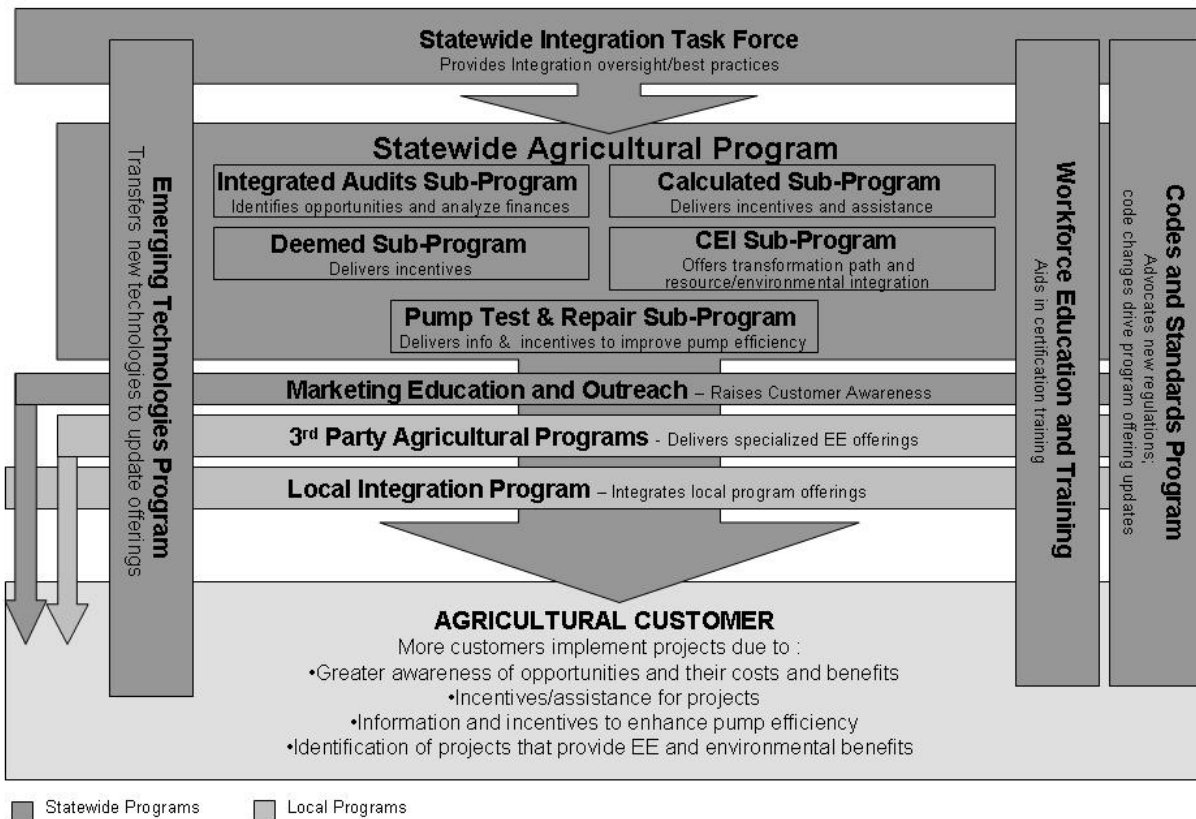 Statewide Integration Task Force
Provides Integration oversight/best practices
Statewide Agricultural Program
Integrated Audits Sub-Program
Identifies opportunities and analyze finances
Calculated Sub-Program
Delivers incentives and assistance
Deemed Sub-Program
Delivers incentives
CEI Sub-Program
Offers transformation path and
resource/environmental integration
Pump Test & Repair Sub-Program
Delivers info & incentives to improve pump efficiency
Marketing Education and Outreach – Raises Customer Awareness
3rd Party Agricultural Programs - Delivers specialized EE offerings
Local Integration Program – Integrates local program offerings
Emerging Technologies Program
Transfers new technologies to update offerings
Workforce Education and Training
Aids in certification training
Codes and Standards Program
Advocates new regulations;
code changes drive program offering updates
AGRICULTURAL CUSTOMER
More customers implement projects due to :
•Greater awareness of opportunities and their costs and benefits
•Incentives/assistance for projects
•Information and incentives to enhance pump efficiency
•Identification of projects that provide EE and environmental benefits
Statewide Programs
Local Programs